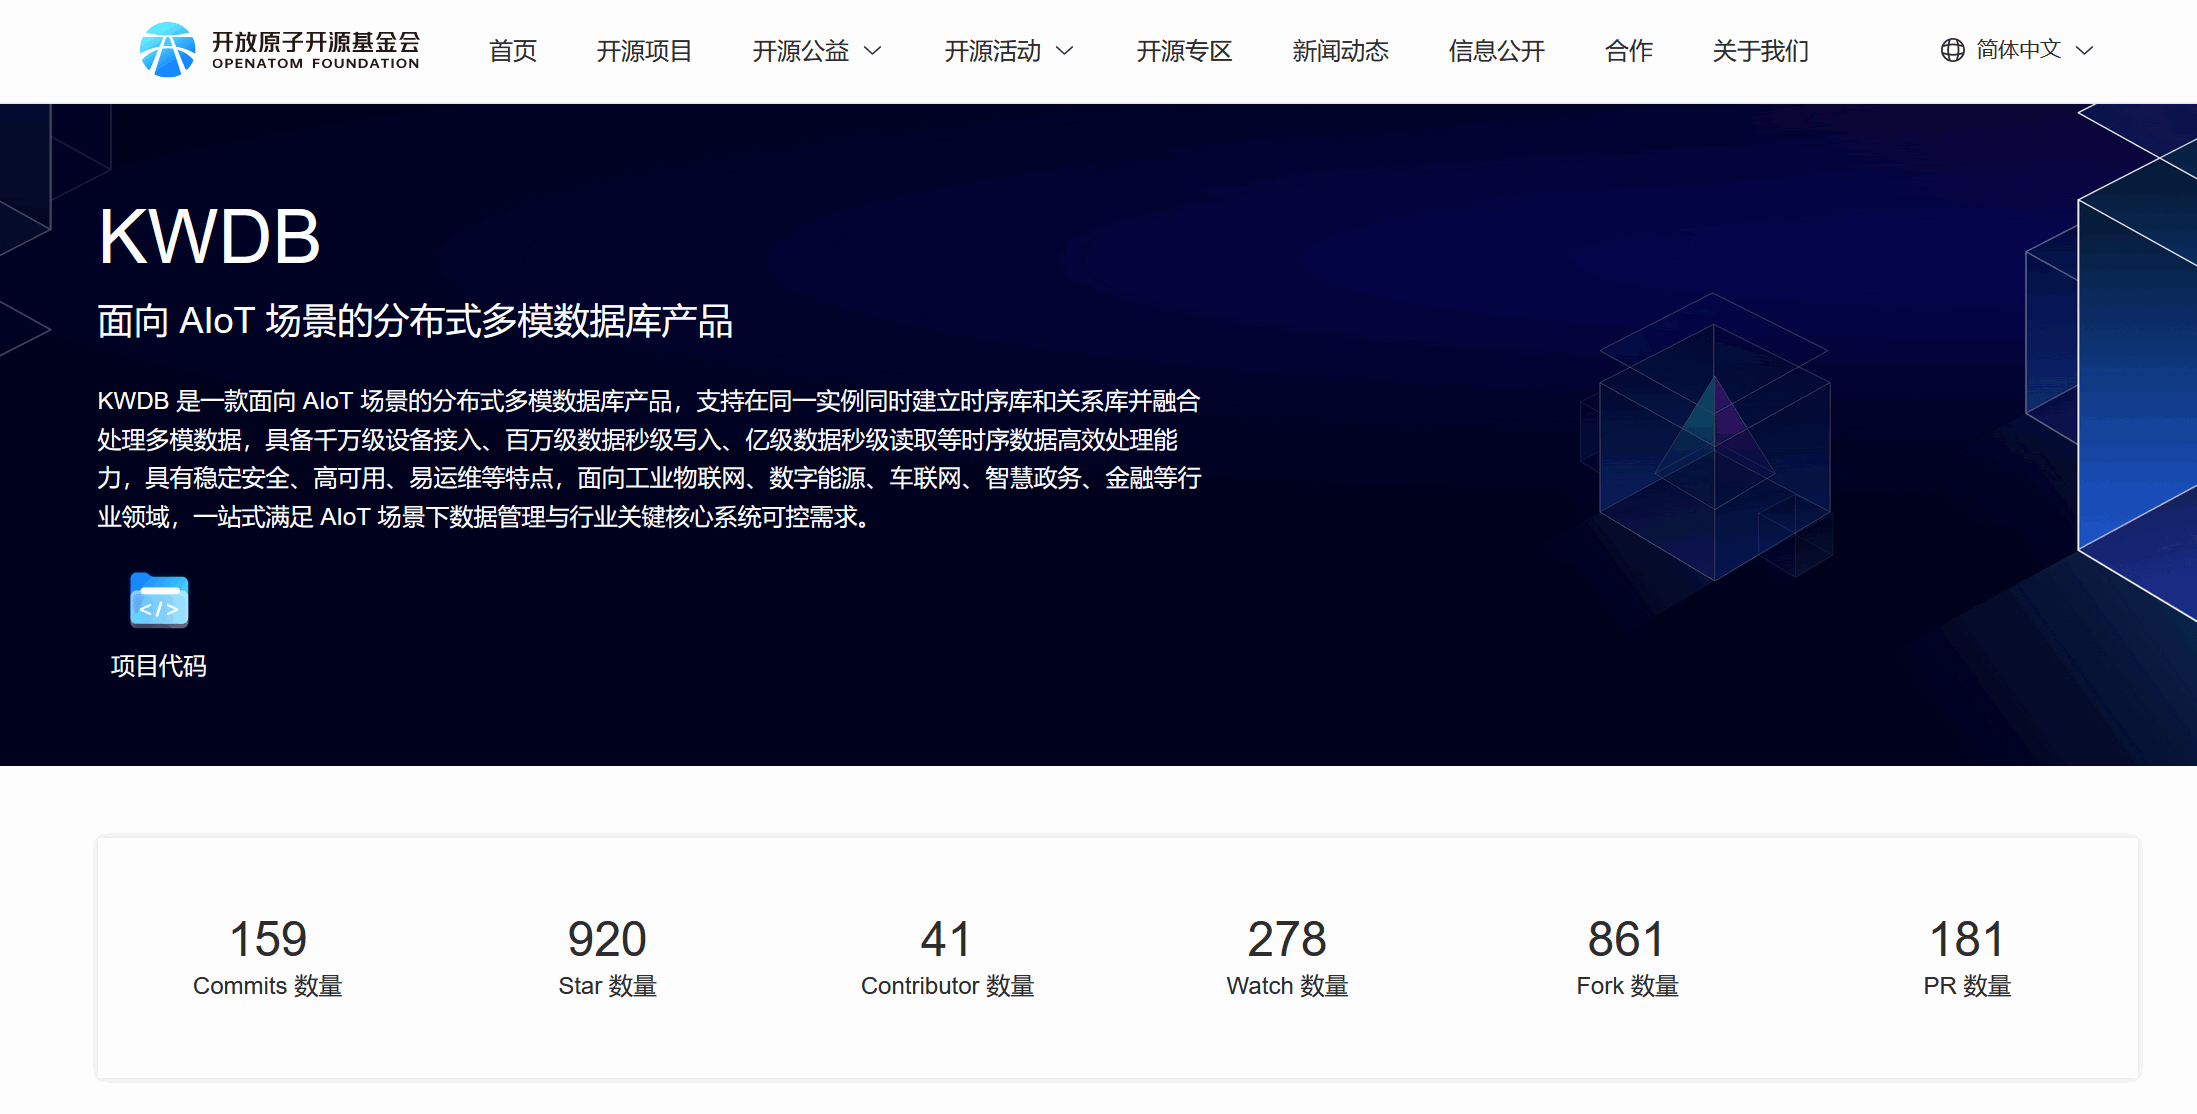 开放原子开源基金会
OPENATOM FOUNDATION
首页 开源项目 开源公益 开源活动 开源专区 新闻动态 信息公开 合作 关于我们 简体中文
KWDB
面向 AIoT 场景的分布式多模数据库产品
KWDB 是一款面向 AIoT 场景的分布式多模数据库产品，支持在同一实例同时建立时序库和关系库并融合
处理多模数据，具备千万级设备接入、百万级数据秒级写入、亿级数据秒级读取等时序数据高效处理能
力，具有稳定安全、高可用、易运维等特点，面向工业物联网、数字能源、车联网、智慧政务、金融等行
业领域，一站式满足 AIoT 场景下数据管理与行业关键核心系统可控需求。
</>
项目代码
159 920 41 278 861 181
Commits 数量 Star 数量 Contributor 数量 Watch 数量 Fork 数量 PR 数量